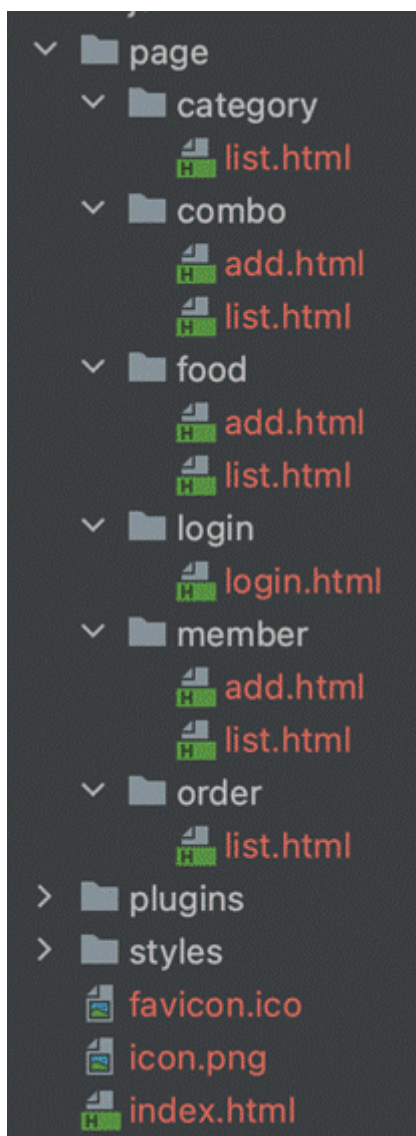 page
category
list.html
combo
add.html
list.html
food
add.html
list.html
login
login.html
member
add.html
list.html
order
list.html
plugins
styles
favicon.ico
icon.png
index.html